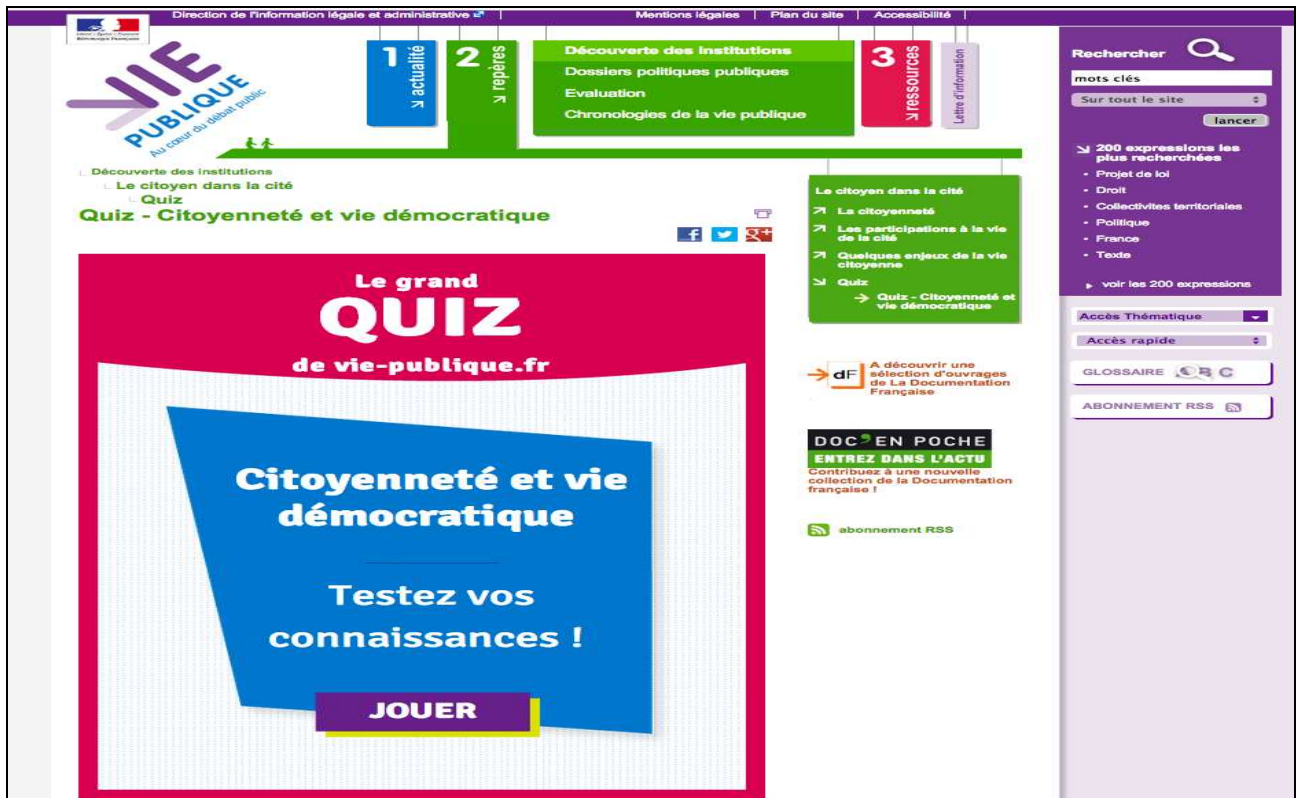 Direction de l'information légale et administrative | Mentions légales | Plan du site | Accessibilité |
Liberté • Égalité • Fraternité
République Française
VIE
PUBLIQUE
Au cœur du débat public
1 actualité
2 repères
Découverte des Institutions
Dossiers politiques publiques
Evaluation
Chronologies de la vie publique
3 ressources
Lettre d'information
Découverte des institutions
Le citoyen dans la cité
Quiz
Quiz - Citoyenneté et vie démocratique
Le grand
QUIZ
de vie-publique.fr
Citoyenneté et vie
démocratique
Testez vos
connaissances !
JOUER
Le citoyen dans la cité
La citoyenneté
Les participations à la vie
de la cité
Quelques enjeux de la vie
citoyenne
Quiz
Quiz - Citoyenneté et
vie démocratique
dF
A découvrir une
sélection d'ouvrages
de La Documentation
Française
DOC'EN POCHE
ENTREZ DANS L'ACTU
Contribuez à une nouvelle
collection de la Documentation
française !
abonnement RSS
Rechercher
mots clés
Sur tout le site
lancer
200 expressions les
plus recherchées
• Projet de loi
• Droit
• Collectivites territoriales
• Politique
• France
• Texte
voir les 200 expressions
Accès Thématique
Accès rapide
GLOSSAIRE A B C
ABONNEMENT RSS